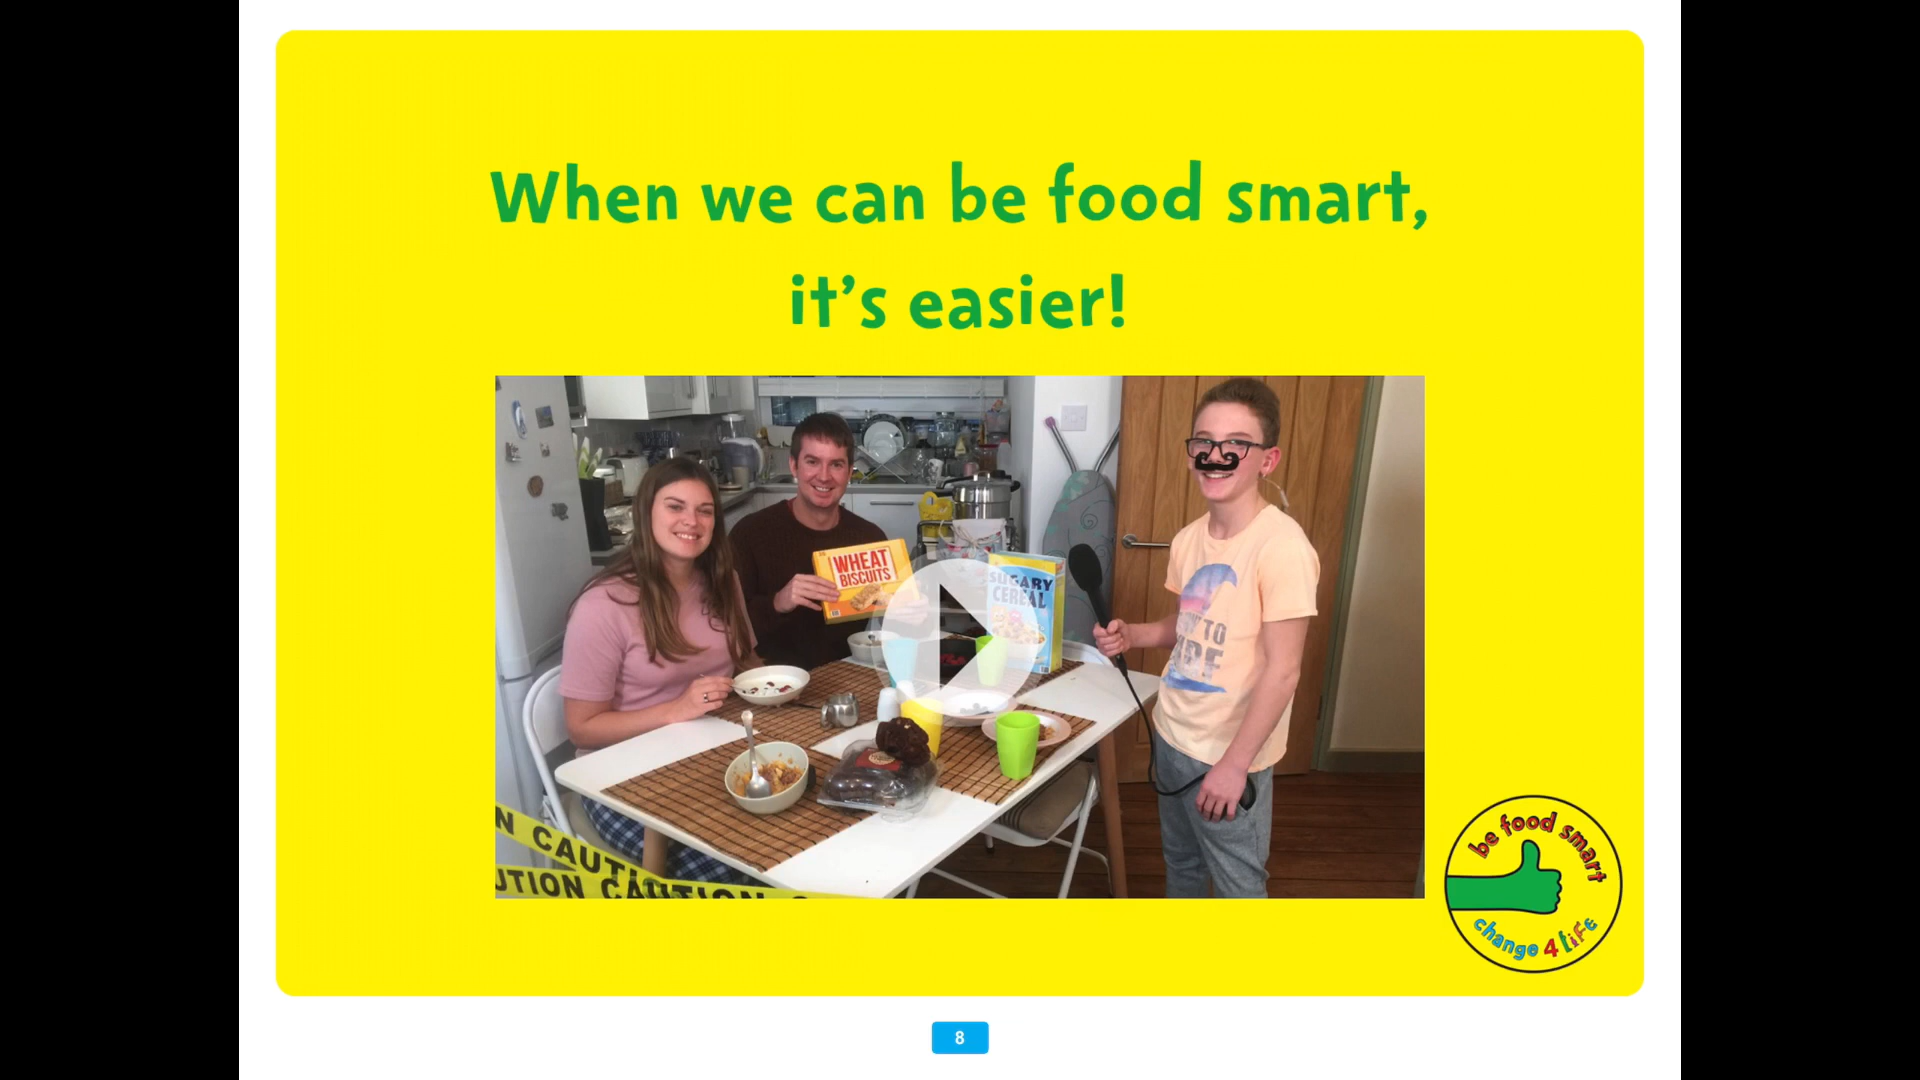 When we can be food smart,
it's easier!
WHEAT
BISCUITS
SUGARY
CEREAL
TO
N CAUTI
UTION CAUTION
be food smart
change 4 Life
8